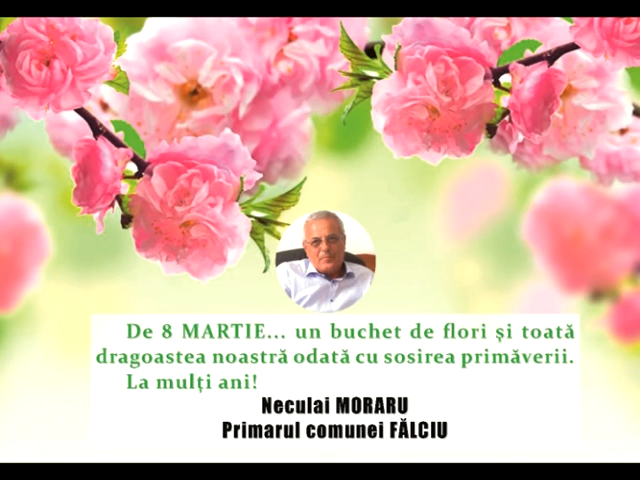 De 8 MARTIE... un buchet de flori și toată
dragoastea noastră odată cu sosirea primăverii.
La mulți ani!
Neculai MORARU
Primarul comunei FĂLCIU